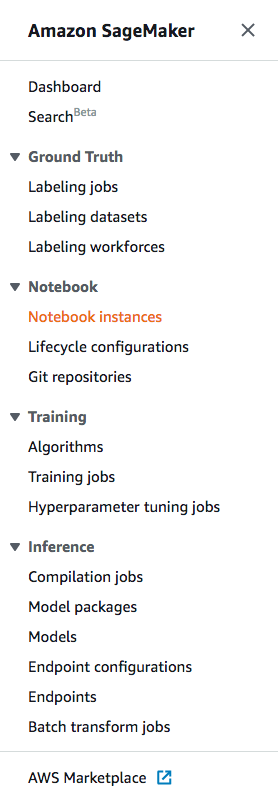 Amazon SageMaker
Dashboard
SearchBeta
Ground Truth
Labeling jobs
Labeling datasets
Labeling workforces
Notebook
Notebook instances
Lifecycle configurations
Git repositories
Training
Algorithms
Training jobs
Hyperparameter tuning jobs
Inference
Compilation jobs
Model packages
Models
Endpoint configurations
Endpoints
Batch transform jobs
AWS Marketplace